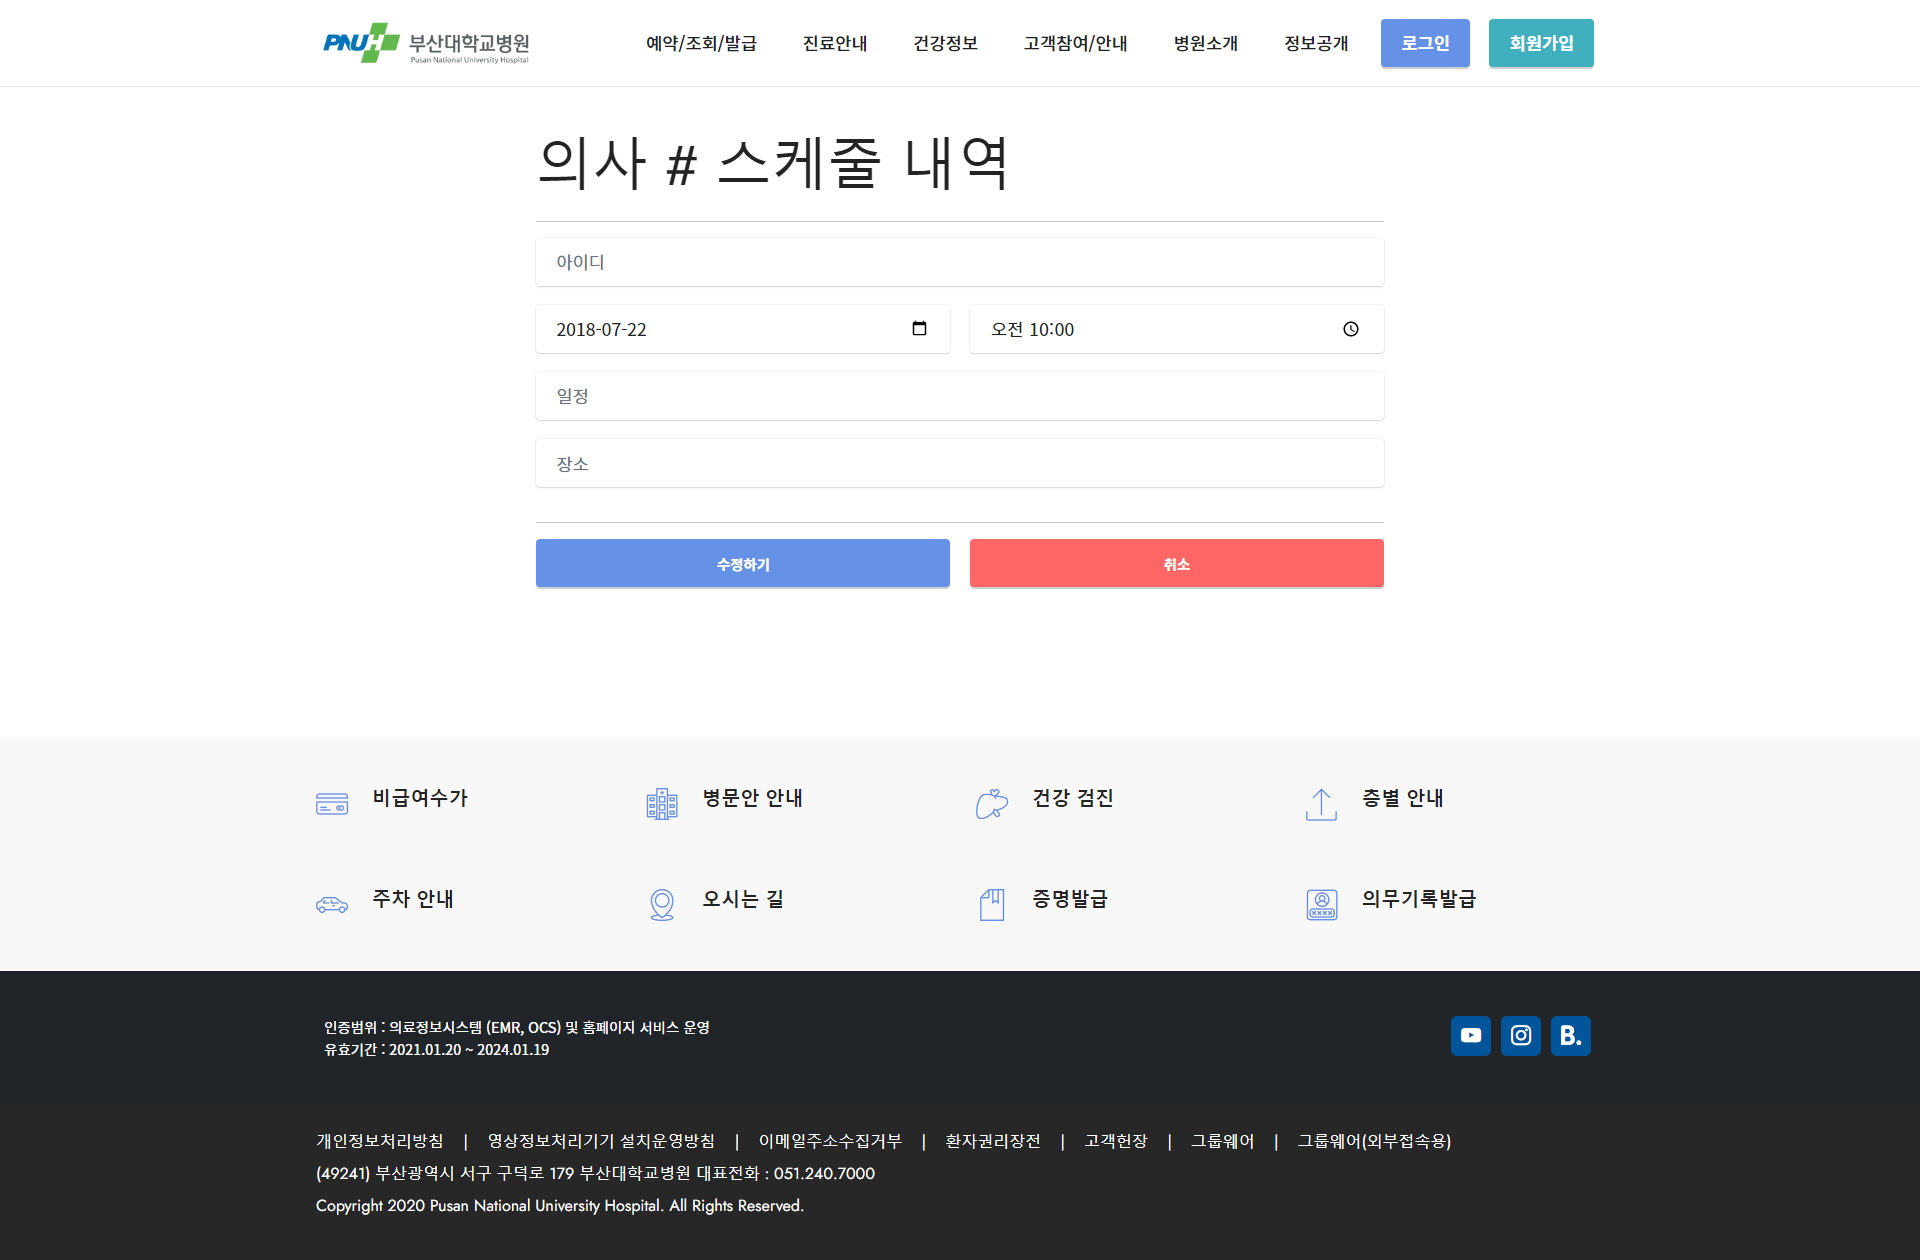 PNUH 부산대학교병원
Pusan National University Hospital
예약/조회/발급 진료안내 건강정보 고객참여/안내 병원소개 정보공개 로그인 회원가입
의사 # 스케줄 내역
아이디
2018-07-22 오전 10:00
일정
장소
수정하기 취소
비급여수가 병문안 안내 건강 검진 층별 안내
주차 안내 오시는 길 증명발급 의무기록발급
인증범위 : 의료정보시스템 (EMR, OCS) 및 홈페이지 서비스 운영
유효기간 : 2021.01.20 ~ 2024.01.19
B.
개인정보처리방침 | 영상정보처리기기 설치운영방침 | 이메일주소수집거부 | 환자권리장전 | 고객헌장 | 그룹웨어 | 그룹웨어(외부접속용)
(49241) 부산광역시 서구 구덕로 179 부산대학교병원 대표전화 : 051.240.7000
Copyright 2020 Pusan National University Hospital. All Rights Reserved.